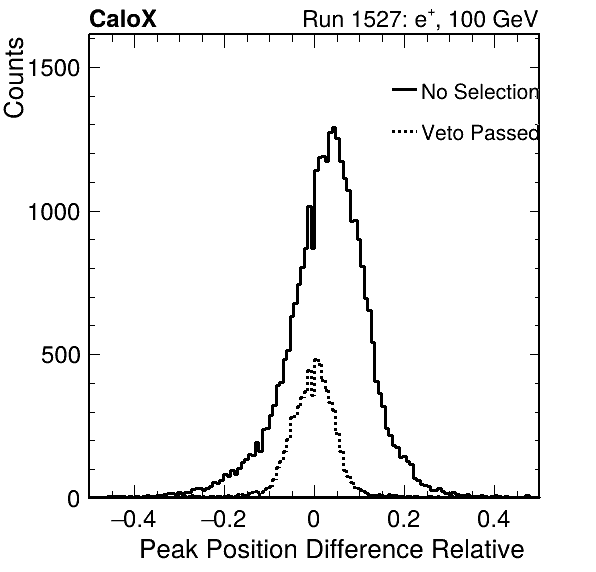 CaloX Run 1527: e⁺, 100 GeV
Counts
1500
1000
500
0
No Selection
Veto Passed
−0.4 −0.2 0 0.2 0.4
Peak Position Difference Relative